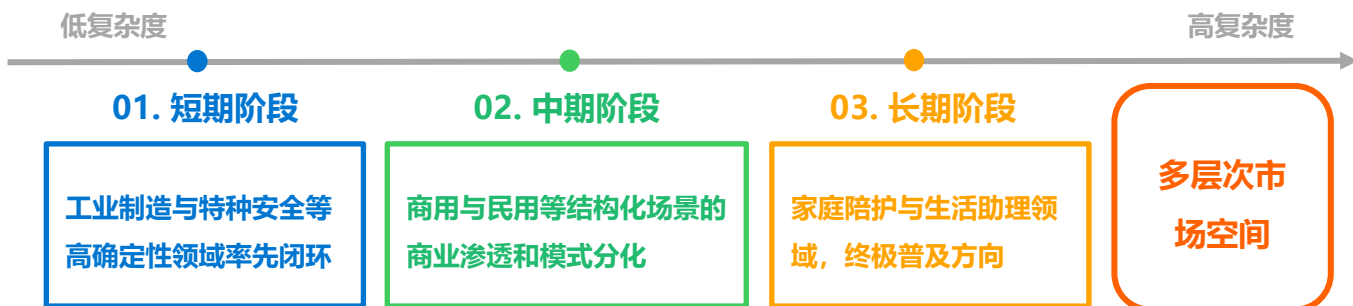 低复杂度
高复杂度
01. 短期阶段
02. 中期阶段
03. 长期阶段
工业制造与特种安全等
高确定性领域率先闭环
商用与民用等结构化场景的
商业渗透和模式分化
家庭陪护与生活助理领
域，终极普及方向
多层次市
场空间